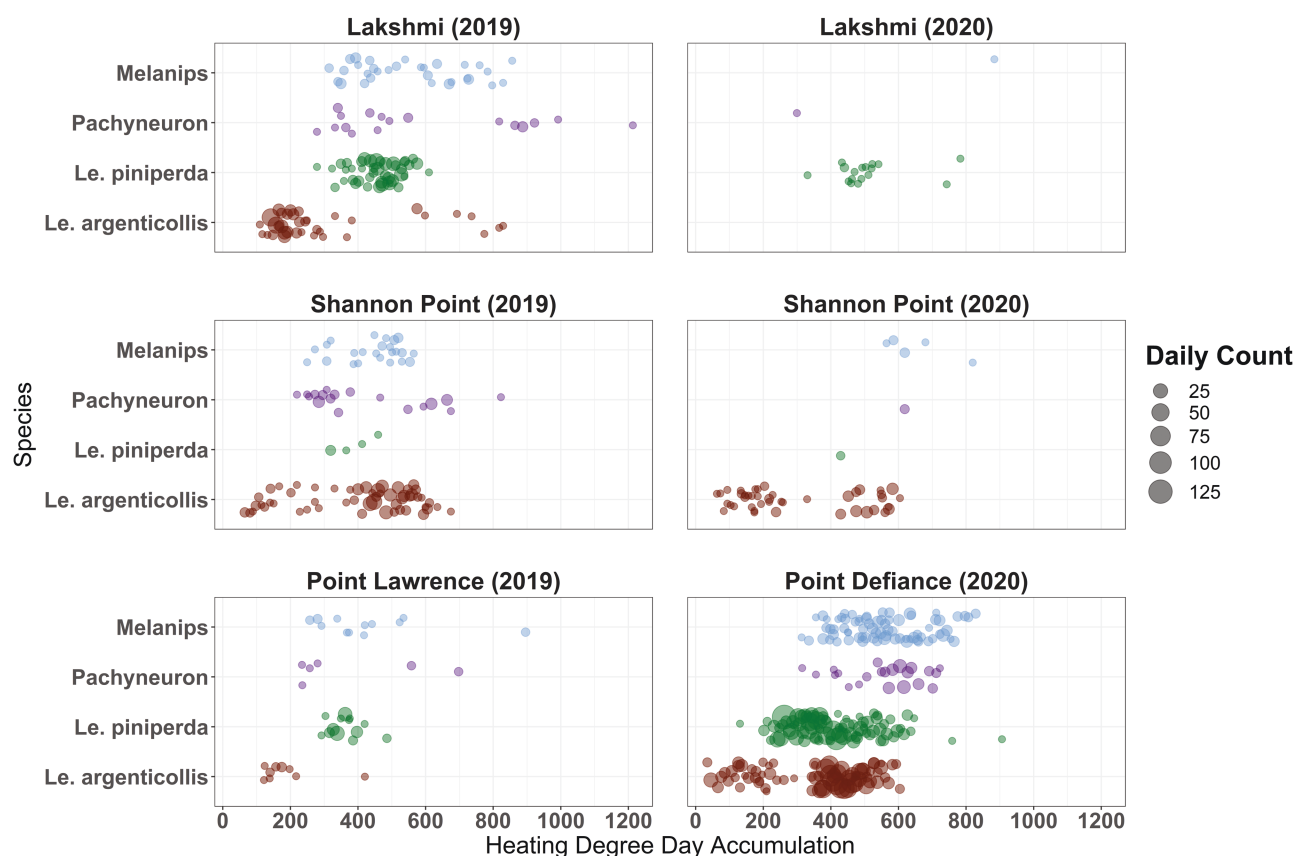 Lakshmi (2019)
Lakshmi (2020)
Melanips
Pachyneuron
Le. piniperda
Le. argenticollis
Shannon Point (2019)
Shannon Point (2020)
Melanips
Pachyneuron
Le. piniperda
Le. argenticollis
Point Lawrence (2019)
Point Defiance (2020)
Melanips
Pachyneuron
Le. piniperda
Le. argenticollis
0 200 400 600 800 1000 1200
0 200 400 600 800 1000 1200
Heating Degree Day Accumulation
Species
Daily Count
25
50
75
100
125